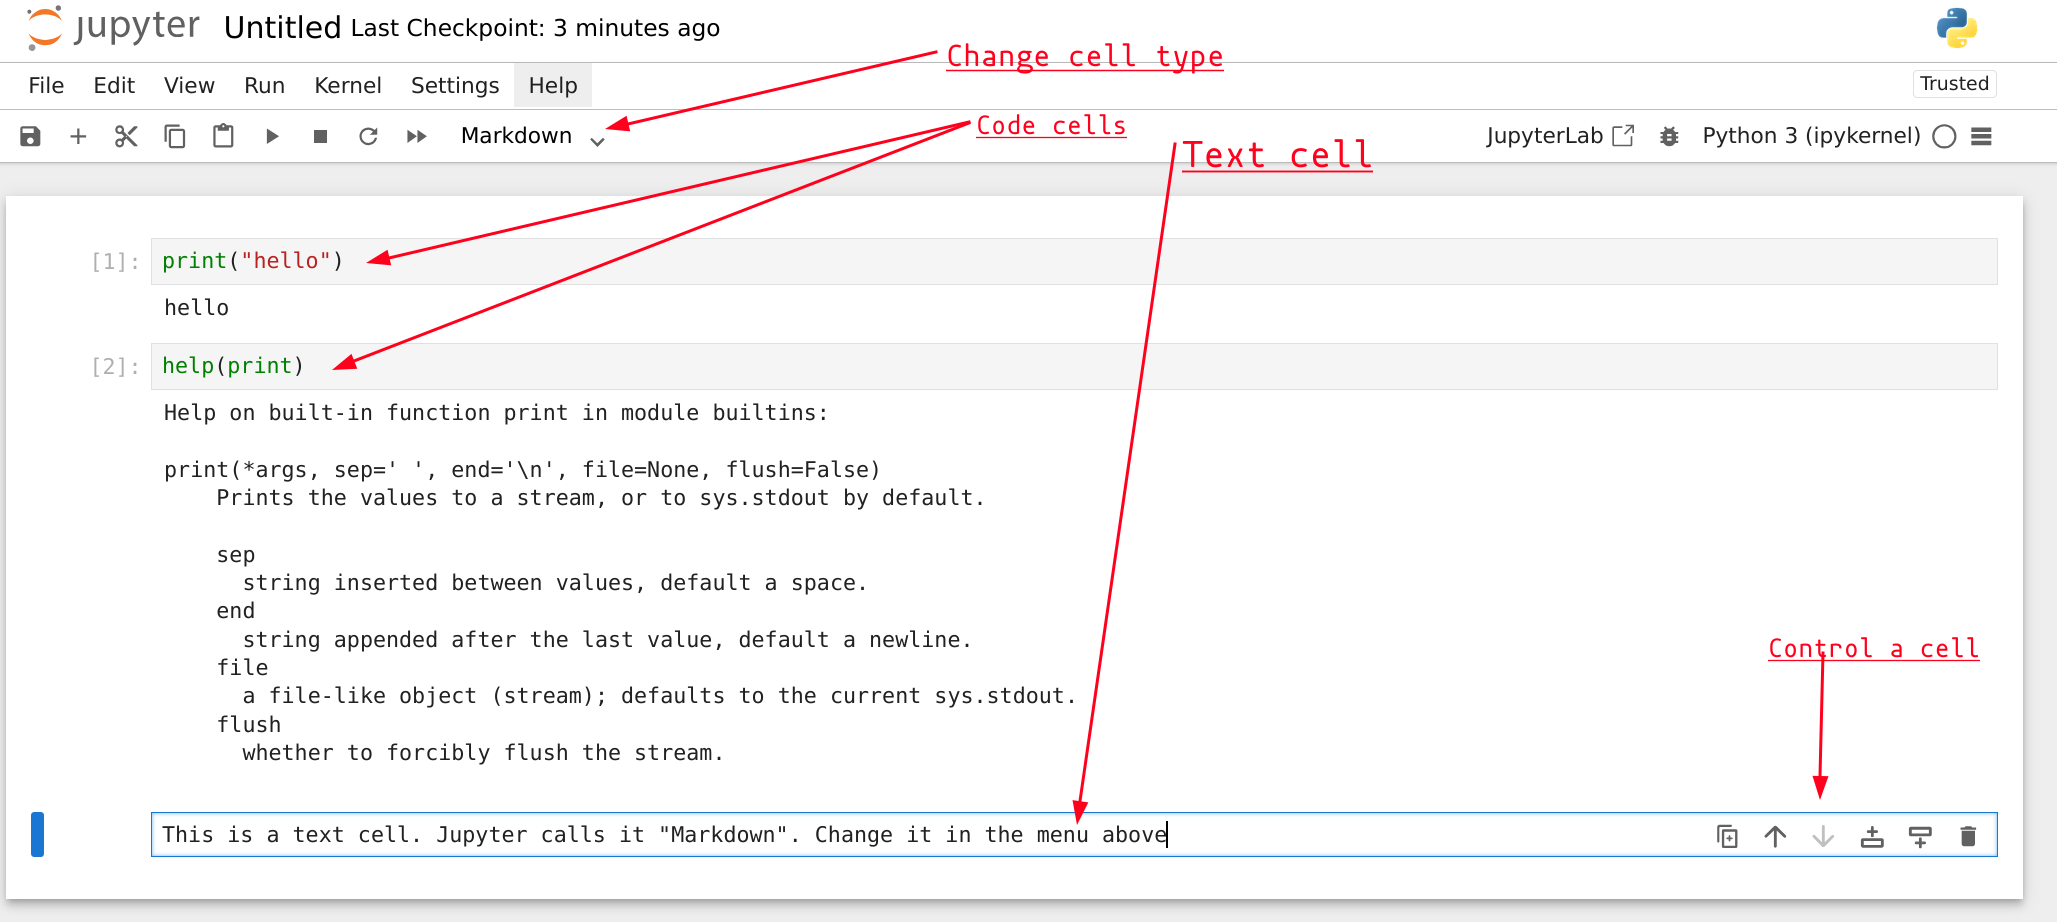 jupyter Untitled Last Checkpoint: 3 minutes ago
Change cell type
File Edit View Run Kernel Settings Help
Trusted
Markdown
Code cells
JupyterLab Python 3 (ipykernel)
Text cell
[1]: print("hello")
hello
[2]: help(print)
Help on built-in function print in module builtins:
print(*args, sep=' ', end='\n', file=None, flush=False)
Prints the values to a stream, or to sys.stdout by default.
sep
string inserted between values, default a space.
end
string appended after the last value, default a newline.
file
a file-like object (stream); defaults to the current sys.stdout.
flush
whether to forcibly flush the stream.
Control a cell
This is a text cell. Jupyter calls it "Markdown". Change it in the menu above